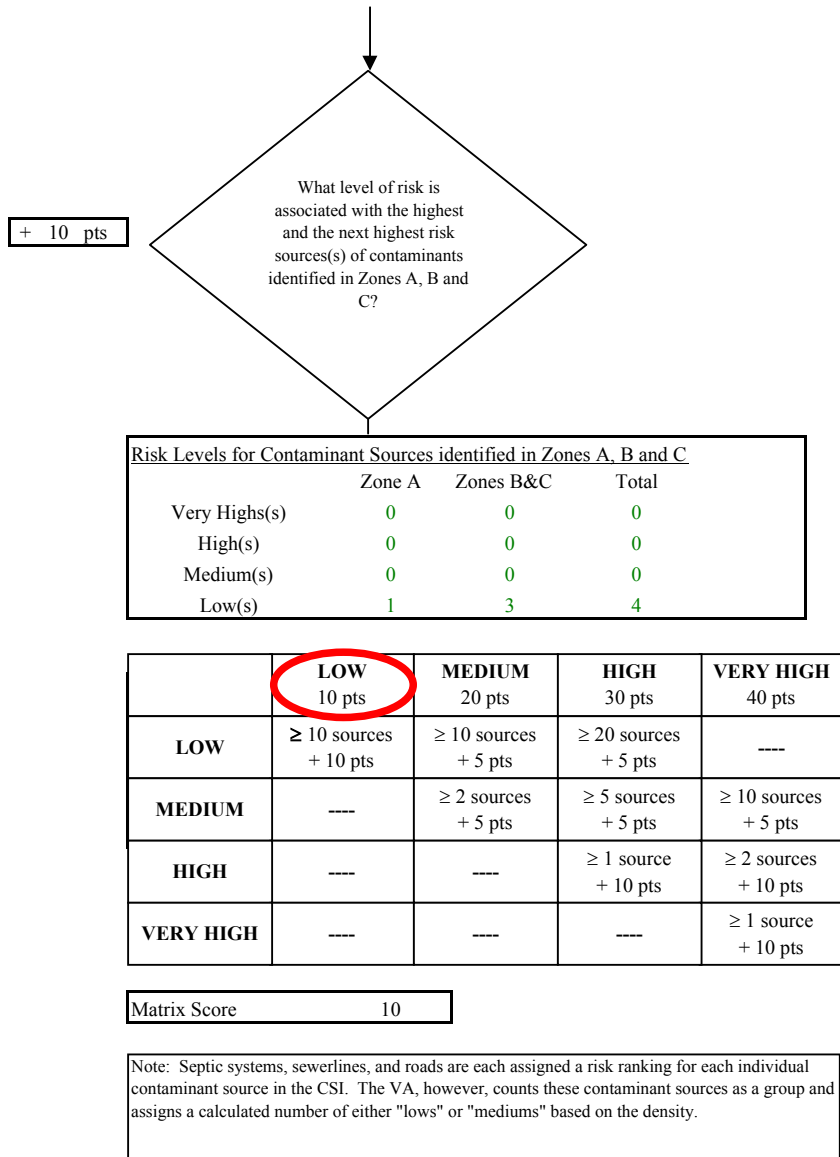 What level of risk is
associated with the highest
and the next highest risk
sources(s) of contaminants
identified in Zones A, B and
C?
+ 10 pts
Risk Levels for Contaminant Sources identified in Zones A, B and C
Zone A Zones B&C Total
Very Highs(s) 0 0 0
High(s) 0 0 0
Medium(s) 0 0 0
Low(s) 1 3 4
LOW MEDIUM HIGH VERY HIGH
10 pts 20 pts 30 pts 40 pts
LOW ≥ 10 sources ≥ 10 sources ≥ 20 sources ----
+ 10 pts + 5 pts + 5 pts
MEDIUM ---- ≥ 2 sources ≥ 5 sources ≥ 10 sources
+ 5 pts + 5 pts + 5 pts
HIGH ---- ---- ≥ 1 source ≥ 2 sources
+ 10 pts + 10 pts
VERY HIGH ---- ---- ---- ≥ 1 source
+ 10 pts
Matrix Score 10
Note: Septic systems, sewerlines, and roads are each assigned a risk ranking for each individual
contaminant source in the CSI. The VA, however, counts these contaminant sources as a group and
assigns a calculated number of either "lows" or "mediums" based on the density.